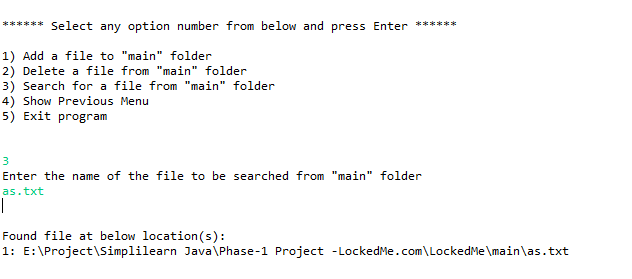 ****** Select any option number from below and press Enter ******
1) Add a file to "main" folder
2) Delete a file from "main" folder
3) Search for a file from "main" folder
4) Show Previous Menu
5) Exit program
3
Enter the name of the file to be searched from "main" folder
as.txt
Found file at below location(s):
1: E:\Project\Simplilearn Java\Phase-1 Project -LockedMe.com\LockedMe\main\as.txt